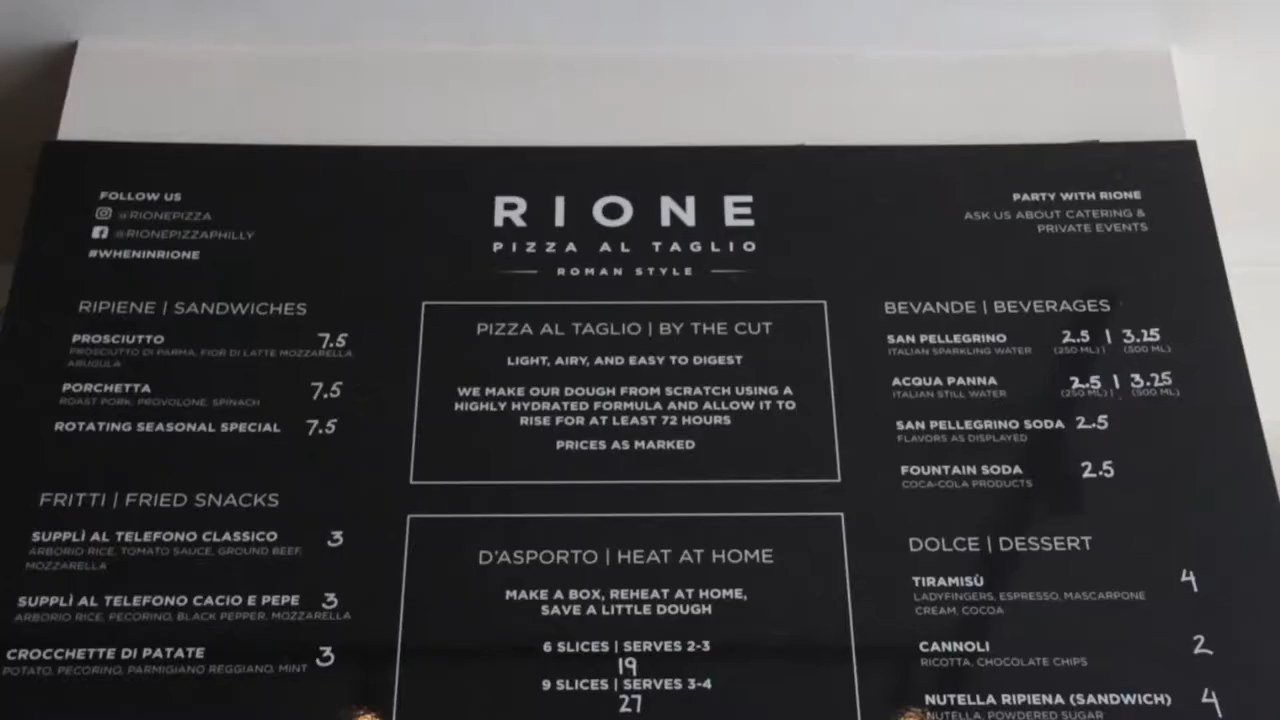 FOLLOW US
@RIONEPIZZA
@RIONEPIZZAPHILLY
#WHENINRIONE
RIONE
PIZZA AL TAGLIO
ROMAN STYLE
PARTY WITH RIONE
ASK US ABOUT CATERING &
PRIVATE EVENTS
RIPIENE | SANDWICHES
PROSCIUTTO 7.5
PROSCIUTTO DI PARMA, FIOR DI LATTE MOZZARELLA,
ARUGULA
PORCHETTA 7.5
ROAST PORK, PROVOLONE, SPINACH
ROTATING SEASONAL SPECIAL 7.5
FRITTI | FRIED SNACKS
SUPPLÌ AL TELEFONO CLASSICO 3
ARBORIO RICE, TOMATO SAUCE, GROUND BEEF,
MOZZARELLA
SUPPLÌ AL TELEFONO CACIO E PEPE 3
ARBORIO RICE, PECORINO, BLACK PEPPER, MOZZARELLA
CROCCHETTE DI PATATE 3
POTATO, PECORINO, PARMIGIANO REGGIANO, MINT
PIZZA AL TAGLIO | BY THE CUT
LIGHT, AIRY, AND EASY TO DIGEST
WE MAKE OUR DOUGH FROM SCRATCH USING A
HIGHLY HYDRATED FORMULA AND ALLOW IT TO
RISE FOR AT LEAST 72 HOURS
PRICES AS MARKED
D'ASPORTO | HEAT AT HOME
MAKE A BOX, REHEAT AT HOME,
SAVE A LITTLE DOUGH
6 SLICES | SERVES 2-3
19
9 SLICES | SERVES 3-4
27
BEVANDE | BEVERAGES
SAN PELLEGRINO 2.5 | 3.25
ITALIAN SPARKLING WATER (250 ML) | (500 ML)
ACQUA PANNA 2.5 | 3.25
ITALIAN STILL WATER (250 ML) | (500 ML)
SAN PELLEGRINO SODA 2.5
FLAVORS AS DISPLAYED
FOUNTAIN SODA 2.5
COCA-COLA PRODUCTS
DOLCE | DESSERT
TIRAMISÙ 4
LADYFINGERS, ESPRESSO, MASCARPONE
CREAM, COCOA
CANNOLI 2
RICOTTA, CHOCOLATE CHIPS
NUTELLA RIPIENA (SANDWICH) 4
NUTELLA, POWDERED SUGAR